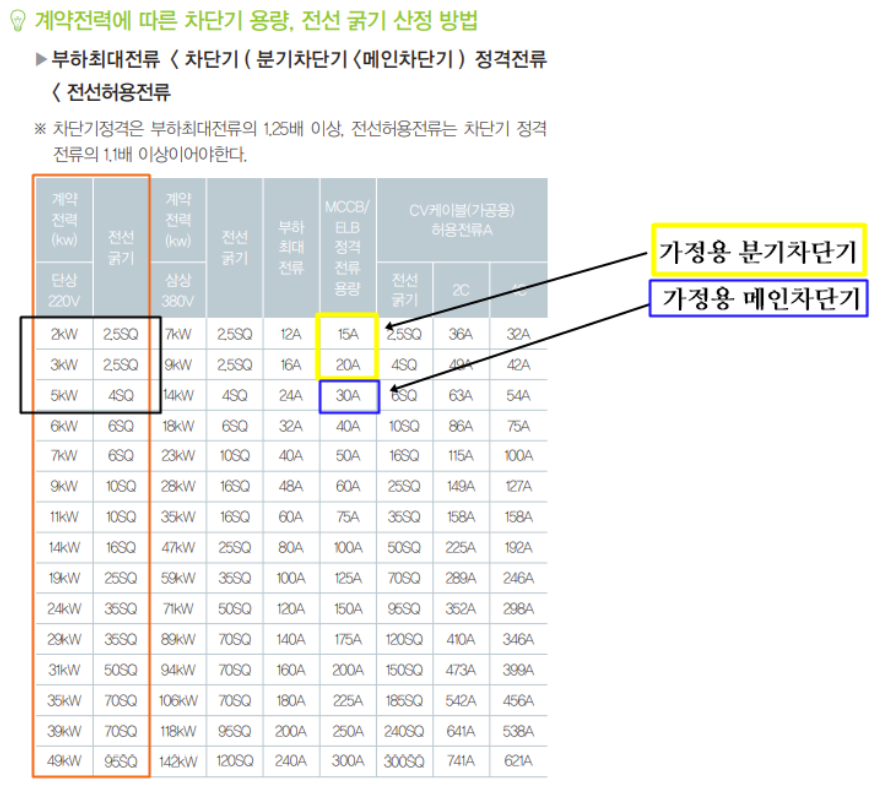 계약전력에 따른 차단기 용량, 전선 굵기 산정 방법
▶부하최대전류 〈 차단기 ( 분기차단기〈메인차단기 ) 정격전류
〈 전선허용전류
※ 차단기정격은 부하최대전류의 1.25배 이상, 전선허용전류는 차단기 정격
전류의 1.1배 이상이어야한다.
계약 전력 (kw) 전선 굵기 계약 전력 (kw) 전선 굵기 부하 최대 전류 MCCB/ ELB 정격 전류 용량 CV케이블(가공용) 허용전류A
단상 220V 삼상 380V 전선 굵기 2C
가정용 분기차단기
가정용 메인차단기
2kW 2.5SQ 7kW 2.5SQ 12A 15A 2.5SQ 36A 32A
3kW 2.5SQ 9kW 2.5SQ 16A 20A 4SQ 49A 42A
5kW 4SQ 14kW 4SQ 24A 30A 6SQ 63A 54A
6kW 6SQ 18kW 6SQ 32A 40A 10SQ 86A 75A
7kW 6SQ 23kW 10SQ 40A 50A 16SQ 115A 100A
9kW 10SQ 28kW 16SQ 48A 60A 25SQ 149A 127A
11kW 10SQ 35kW 16SQ 60A 75A 35SQ 158A 158A
14kW 16SQ 47kW 25SQ 80A 100A 50SQ 225A 192A
19kW 25SQ 59kW 35SQ 100A 125A 70SQ 289A 246A
24kW 35SQ 71kW 50SQ 120A 150A 95SQ 352A 298A
29kW 35SQ 89kW 70SQ 140A 175A 120SQ 410A 346A
31kW 50SQ 94kW 70SQ 160A 200A 150SQ 473A 399A
35kW 70SQ 106kW 70SQ 180A 225A 185SQ 542A 456A
39kW 70SQ 118kW 95SQ 200A 250A 240SQ 641A 538A
49kW 95SQ 142kW 120SQ 240A 300A 300SQ 741A 621A